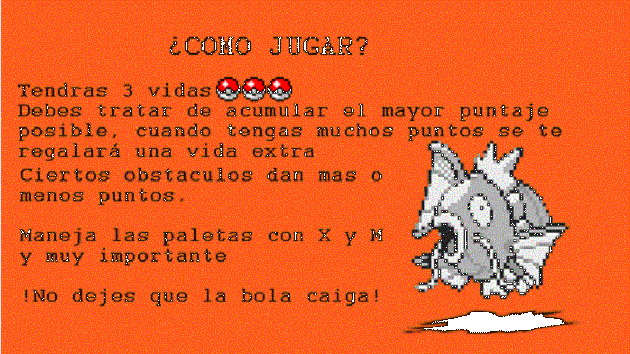 ¿COMO JUGAR?
Tendras 3 vidas
Debes tratar de acumular el mayor puntaje
posible, cuando tengas muchos puntos se te
regalará una vida extra
Ciertos obstaculos dan mas o
menos puntos.
Maneja las paletas con X y M
y muy importante
!No dejes que la bola caiga!